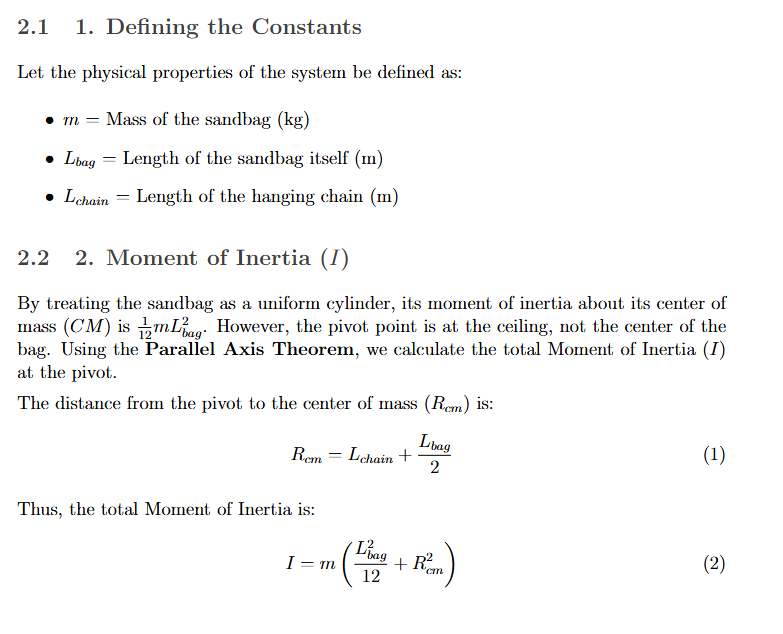 2.1 1. Defining the Constants
Let the physical properties of the system be defined as:
• m = Mass of the sandbag (kg)
• L_{bag} = Length of the sandbag itself (m)
• L_{chain} = Length of the hanging chain (m)
2.2 2. Moment of Inertia (I)
By treating the sandbag as a uniform cylinder, its moment of inertia about its center of
mass (CM) is \frac{1}{12}mL_{bag}^2. However, the pivot point is at the ceiling, not the center of the
bag. Using the Parallel Axis Theorem, we calculate the total Moment of Inertia (I)
at the pivot.
The distance from the pivot to the center of mass (R_{cm}) is:
R_{cm} = L_{chain} + \frac{L_{bag}}{2} (1)
Thus, the total Moment of Inertia is:
I = m \left( \frac{L_{bag}^2}{12} + R_{cm}^2 \right) (2)